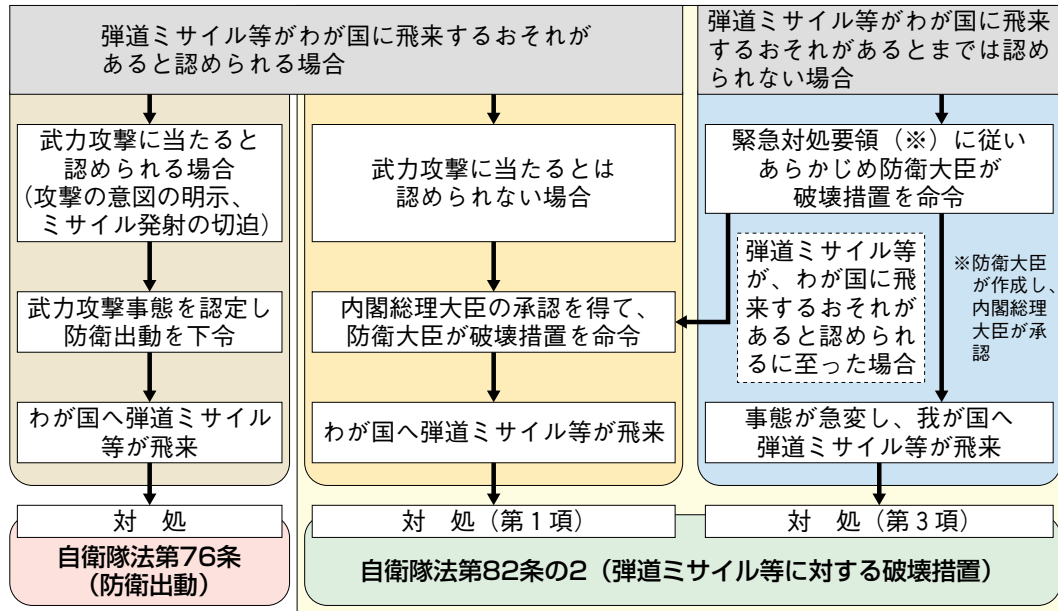 弾道ミサイル等がわが国に飛来するおそれが
あると認められる場合
弾道ミサイル等がわが国に飛来
するおそれがあるとまでは認め
られない場合
武力攻撃に当たると
認められる場合
(攻撃の意図の明示、
ミサイル発射の切迫)
武力攻撃に当たるとは
認められない場合
緊急対処要領(※)に従い
あらかじめ防衛大臣が
破壊措置を命令
弾道ミサイル等
が、わが国に飛
来するおそれが
あると認められ
るに至った場合
※防衛大臣
が作成し、
内閣総理
大臣が承
認
武力攻撃事態を認定し
防衛出動を下令
内閣総理大臣の承認を得て、
防衛大臣が破壊措置を命令
わが国へ弾道ミサイル
等が飛来
わが国へ弾道ミサイル等が飛来
事態が急変し、我が国へ
弾道ミサイル等が飛来
対 処
対 処(第1項)
対 処(第3項)
自衛隊法第76条
(防衛出動)
自衛隊法第82条の2(弾道ミサイル等に対する破壊措置)